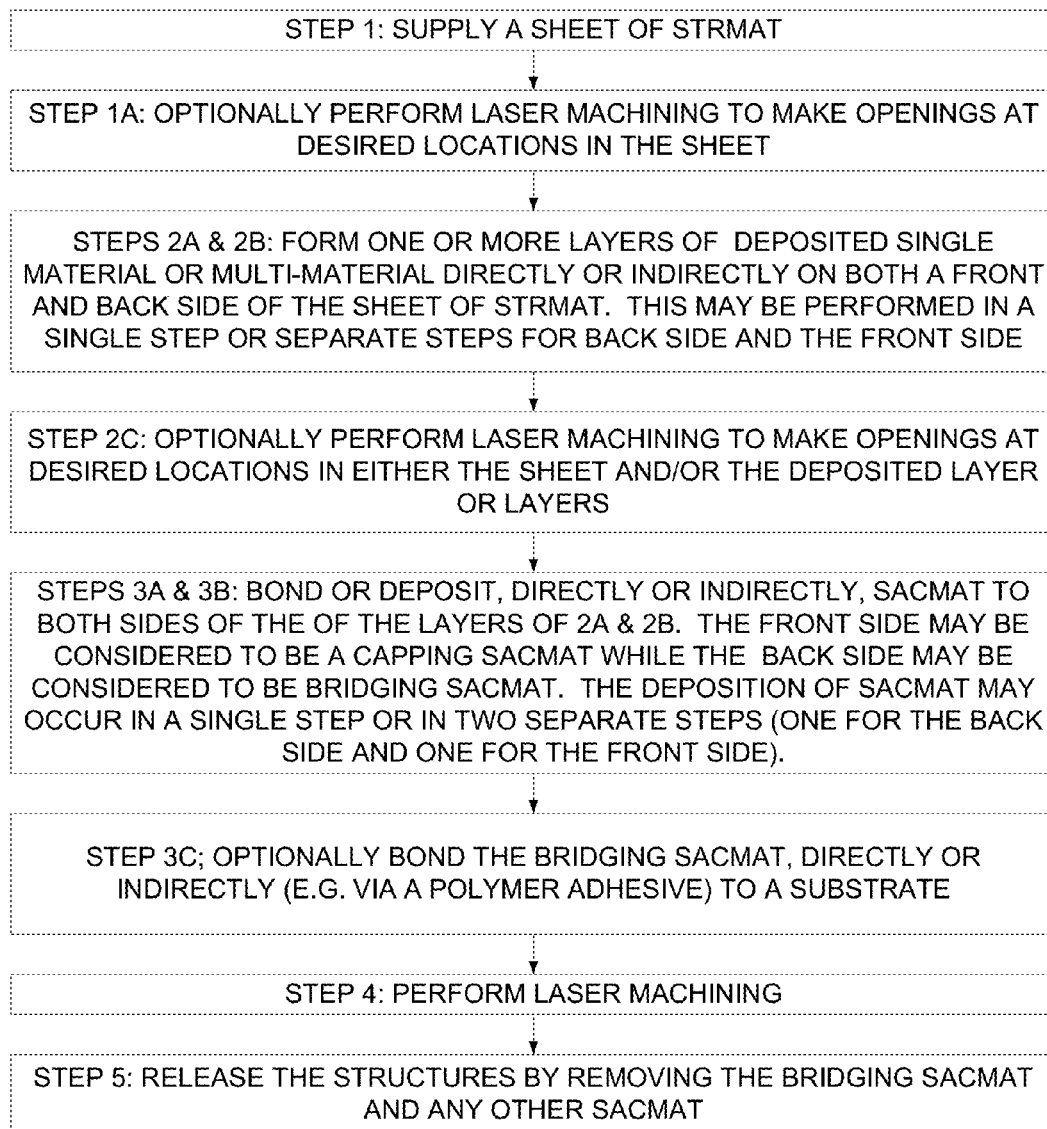 STEP 1: SUPPLY A SHEET OF STRMAT
STEP 1A: OPTIONALLY PERFORM LASER MACHINING TO MAKE OPENINGS AT
DESIRED LOCATIONS IN THE SHEET
STEPS 2A & 2B: FORM ONE OR MORE LAYERS OF DEPOSITED SINGLE
MATERIAL OR MULTI-MATERIAL DIRECTLY OR INDIRECTLY ON BOTH A FRONT
AND BACK SIDE OF THE SHEET OF STRMAT. THIS MAY BE PERFORMED IN A
SINGLE STEP OR SEPARATE STEPS FOR BACK SIDE AND THE FRONT SIDE
STEP 2C: OPTIONALLY PERFORM LASER MACHINING TO MAKE OPENINGS AT
DESIRED LOCATIONS IN EITHER THE SHEET AND/OR THE DEPOSITED LAYER
OR LAYERS
STEPS 3A & 3B: BOND OR DEPOSIT, DIRECTLY OR INDIRECTLY, SACMAT TO
BOTH SIDES OF THE OF THE LAYERS OF 2A & 2B. THE FRONT SIDE MAY BE
CONSIDERED TO BE A CAPPING SACMAT WHILE THE BACK SIDE MAY BE
CONSIDERED TO BE BRIDGING SACMAT. THE DEPOSITION OF SACMAT MAY
OCCUR IN A SINGLE STEP OR IN TWO SEPARATE STEPS (ONE FOR THE BACK
SIDE AND ONE FOR THE FRONT SIDE).
STEP 3C; OPTIONALLY BOND THE BRIDGING SACMAT, DIRECTLY OR
INDIRECTLY (E.G. VIA A POLYMER ADHESIVE) TO A SUBSTRATE
STEP 4: PERFORM LASER MACHINING
STEP 5: RELEASE THE STRUCTURES BY REMOVING THE BRIDGING SACMAT
AND ANY OTHER SACMAT